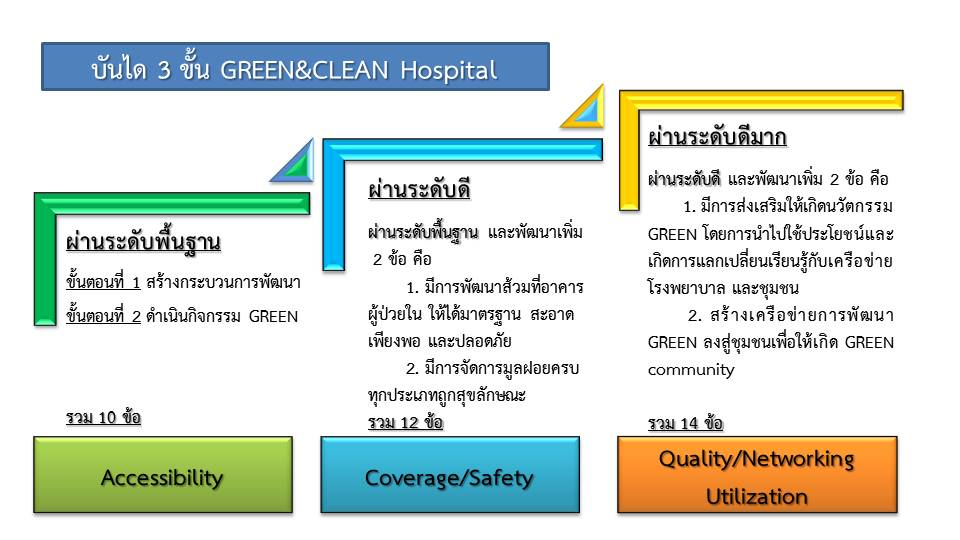 บันได 3 ขั้น GREEN&CLEAN Hospital
ผ่านระดับพื้นฐาน
ขั้นตอนที่ 1 สร้างกระบวนการพัฒนา
ขั้นตอนที่ 2 ดำเนินกิจกรรม GREEN
รวม 10 ข้อ
Accessibility
ผ่านระดับดี
ผ่านระดับพื้นฐาน และพัฒนาเพิ่ม
2 ข้อ คือ
1. มีการพัฒนาส้วมที่อาคาร
ผู้ป่วยใน ให้ได้มาตรฐาน สะอาด
เพียงพอ และปลอดภัย
2. มีการจัดการมูลฝอยครบ
ทุกประเภทถูกสุขลักษณะ
รวม 12 ข้อ
Coverage/Safety
ผ่านระดับดีมาก
ผ่านระดับดี และพัฒนาเพิ่ม 2 ข้อ คือ
1. มีการส่งเสริมให้เกิดนวัตกรรม
GREEN โดยการนำไปใช้ประโยชน์และ
เกิดการแลกเปลี่ยนเรียนรู้กับเครือข่าย
โรงพยาบาล และชุมชน
2. สร้างเครือข่ายการพัฒนา
GREEN ลงสู่ชุมชนเพื่อให้เกิด GREEN
community
รวม 14 ข้อ
Quality/Networking
Utilization